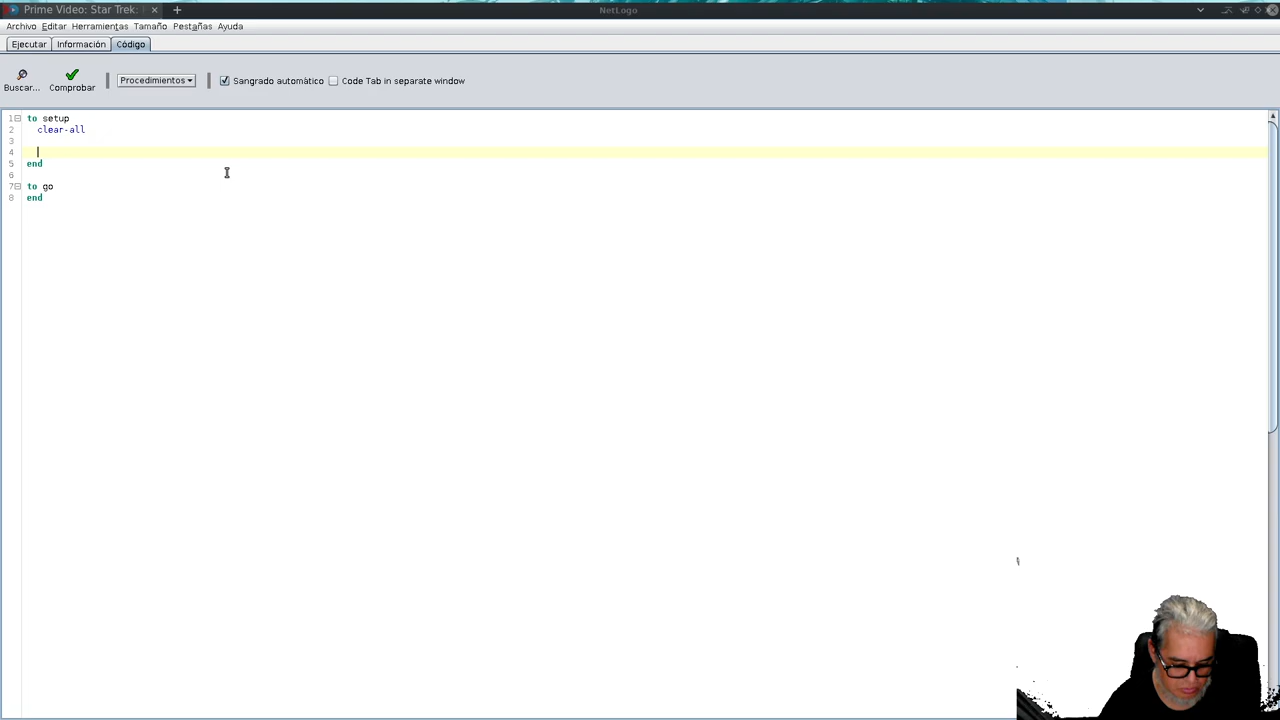 Prime Video: Star Trek:
NetLogo
Archivo Editar Herramientas Tamaño Pestañas Ayuda
Ejecutar Información Código
Buscar... Comprobar Procedimientos Sangrado automático Code Tab in separate window
1 to setup
2 clear-all
3
4
5 end
6
7 to go
8 end